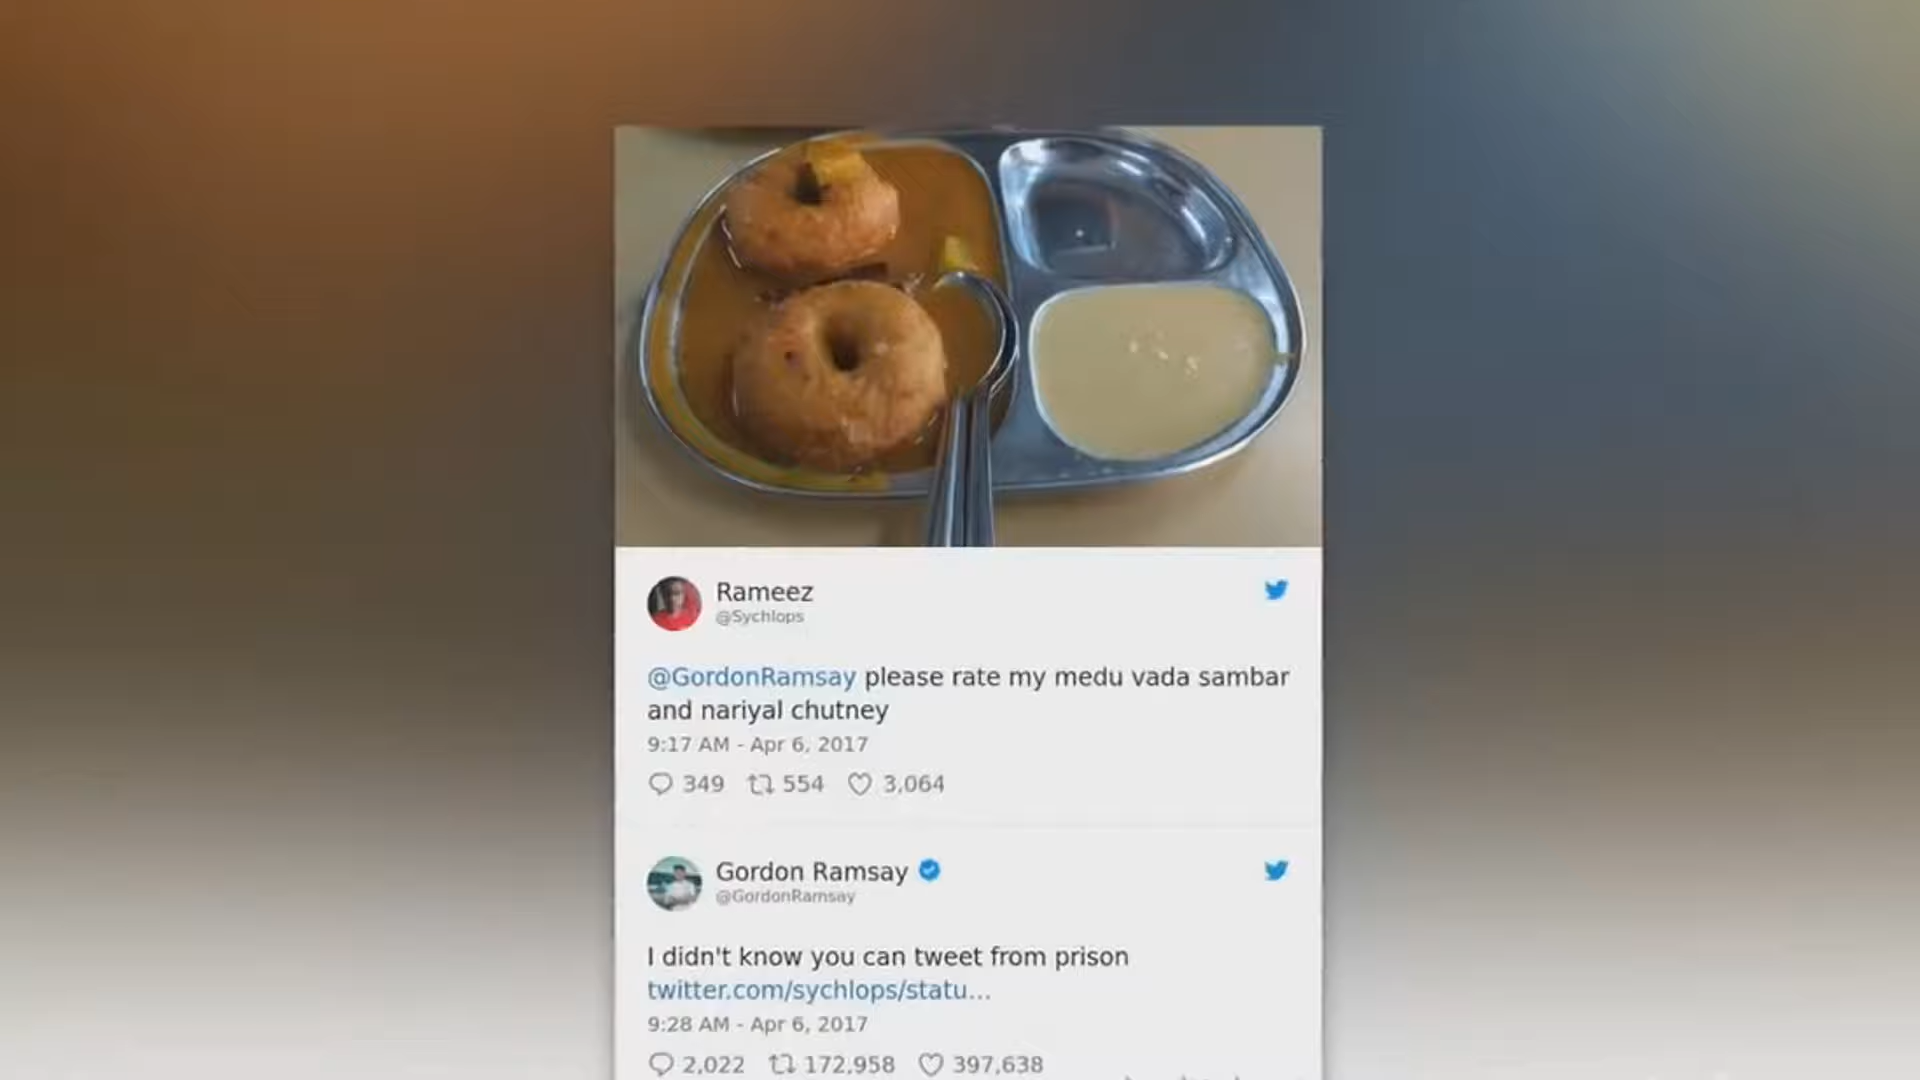 Rameez
@Sychlops
@GordonRamsay please rate my medu vada sambar
and nariyal chutney
9:17 AM - Apr 6, 2017
349 554 3,064
Gordon Ramsay
@GordonRamsay
I didn't know you can tweet from prison
twitter.com/sychlops/statu...
9:28 AM - Apr 6, 2017
2,022 172,958 397,638